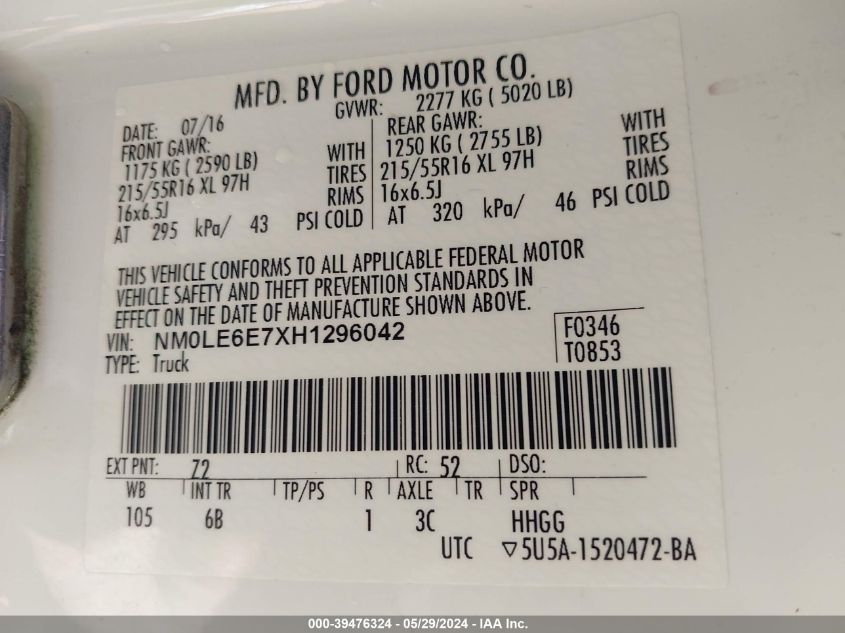 MFD. BY FORD MOTOR CO.
GVWR: 2277 KG ( 5020 LB)
DATE: 07/16
FRONT GAWR:
1175 KG (2590 LB) WITH
215/55R16 XL 97H TIRES
16x6.5J RIMS
AT 295 kPa/ 43 PSI COLD
REAR GAWR:
1250 KG ( 2755 LB) WITH
215/55R16 XL 97H TIRES
16x6.5J RIMS
AT 320 kPa/ 46 PSI COLD
THIS VEHICLE CONFORMS TO ALL APPLICABLE FEDERAL MOTOR
VEHICLE SAFETY AND THEFT PREVENTION STANDARDS IN
EFFECT ON THE DATE OF MANUFACTURE SHOWN ABOVE.
VIN: NM0LE6E7XH1296042
TYPE: Truck
F0346
T0853
EXT PNT: Z2 RC: 52 DSO:
WB INT TR TP/PS R AXLE TR SPR
105 6B 1 3C HHGG
UTC ▽5U5A-1520472-BA
000-39476324 - 05/29/2024 - IAA Inc.